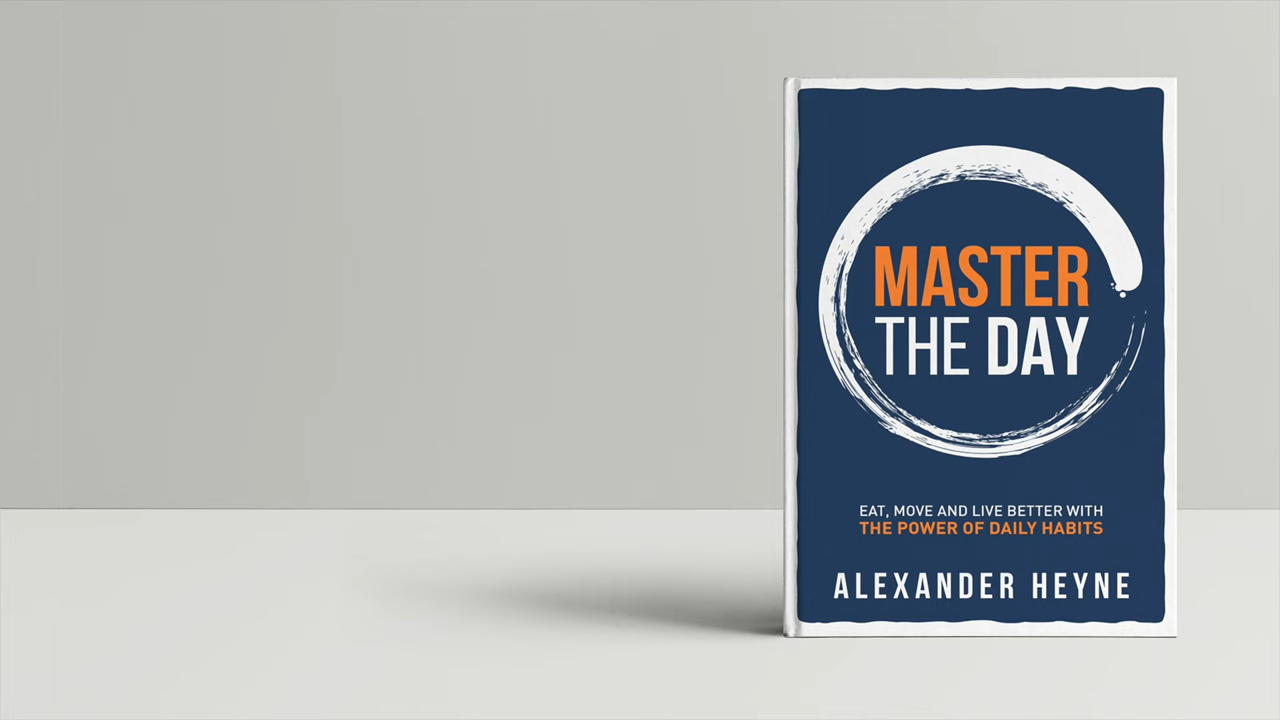 MASTER
THE DAY
EAT, MOVE AND LIVE BETTER WITH
THE POWER OF DAILY HABITS
ALEXANDER HEYNE